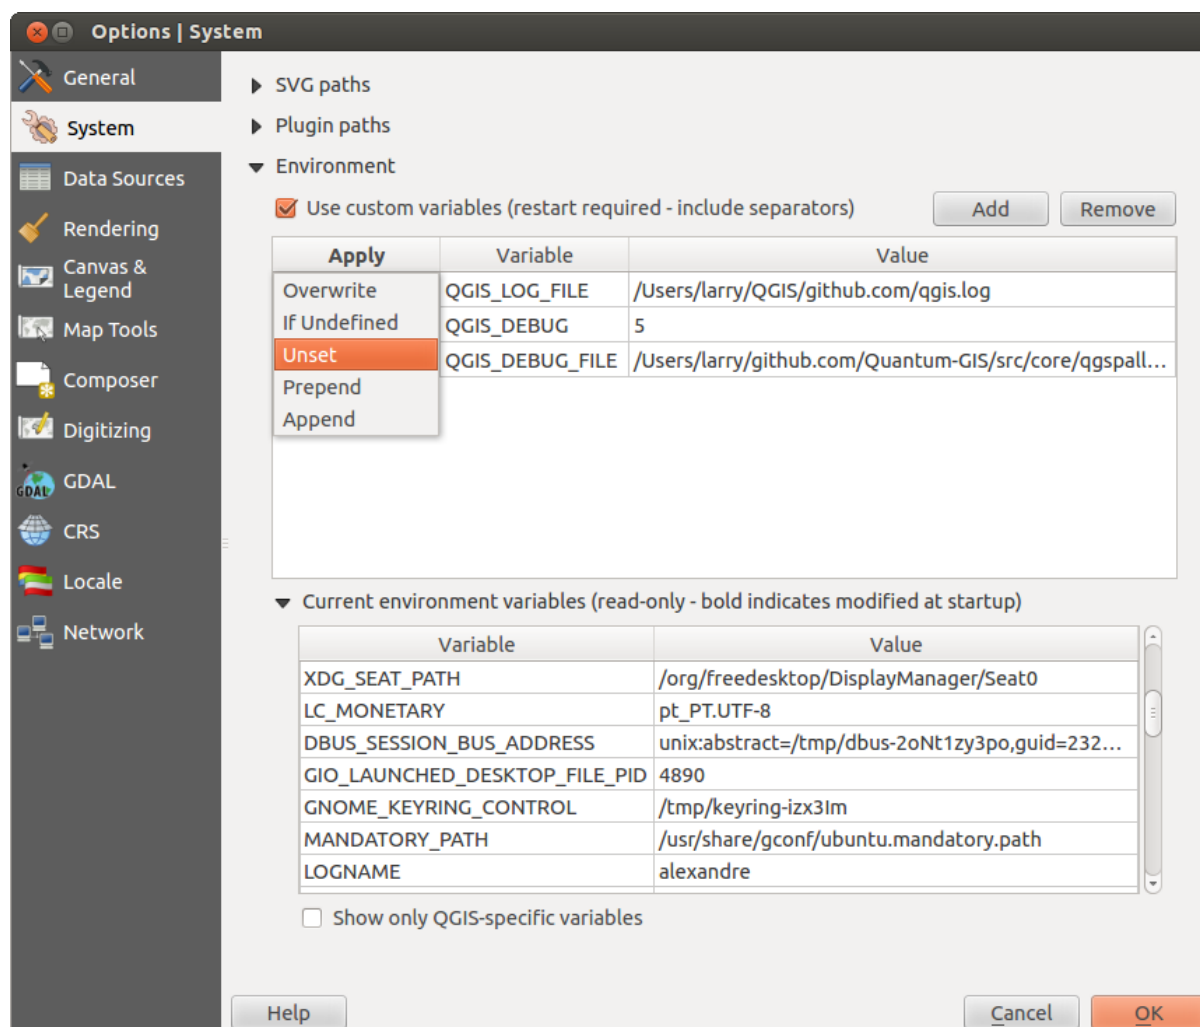 Options | System
General
System
Data Sources
Rendering
Canvas &
Legend
Map Tools
Composer
Digitizing
GDAL
GDAL
CRS
Locale
Network
SVG paths
Plugin paths
Environment
Use custom variables (restart required - include separators)
Add
Remove
Apply Variable Value
Overwrite
If Undefined
Unset
Prepend
Append
QGIS_LOG_FILE /Users/larry/QGIS/github.com/qgis.log
QGIS_DEBUG 5
QGIS_DEBUG_FILE /Users/larry/github.com/Quantum-GIS/src/core/qgspall...
Current environment variables (read-only - bold indicates modified at startup)
Variable Value
XDG_SEAT_PATH /org/freedesktop/DisplayManager/Seat0
LC_MONETARY pt_PT.UTF-8
DBUS_SESSION_BUS_ADDRESS unix:abstract=/tmp/dbus-2oNt1zy3po,guid=232...
GIO_LAUNCHED_DESKTOP_FILE_PID 4890
GNOME_KEYRING_CONTROL /tmp/keyring-izx3Im
MANDATORY_PATH /usr/share/gconf/ubuntu.mandatory.path
LOGNAME alexandre
Show only QGIS-specific variables
Help
Cancel
OK